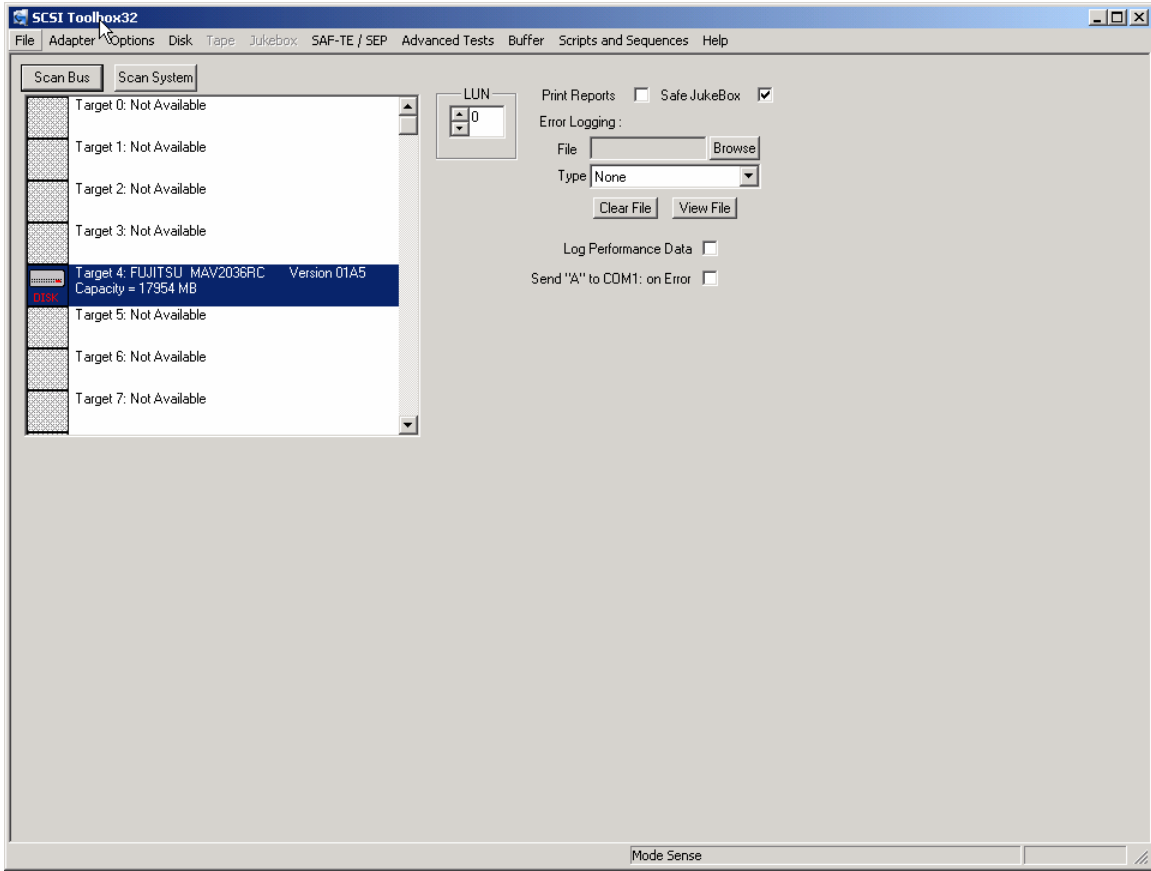 SCSI Toolbox32
File Adapter Options Disk Tape Jukebox SAF-TE / SEP Advanced Tests Buffer Scripts and Sequences Help
Scan Bus Scan System
Target 0: Not Available
Target 1: Not Available
Target 2: Not Available
Target 3: Not Available
DISK
Target 4: FUJITSU MAV2036RC Version 01A5
Capacity = 17954 MB
Target 5: Not Available
Target 6: Not Available
Target 7: Not Available
LUN
0
Print Reports Safe JukeBox
Error Logging :
File Browse
Type None
Clear File View File
Log Performance Data
Send "A" to COM1: on Error
Mode Sense